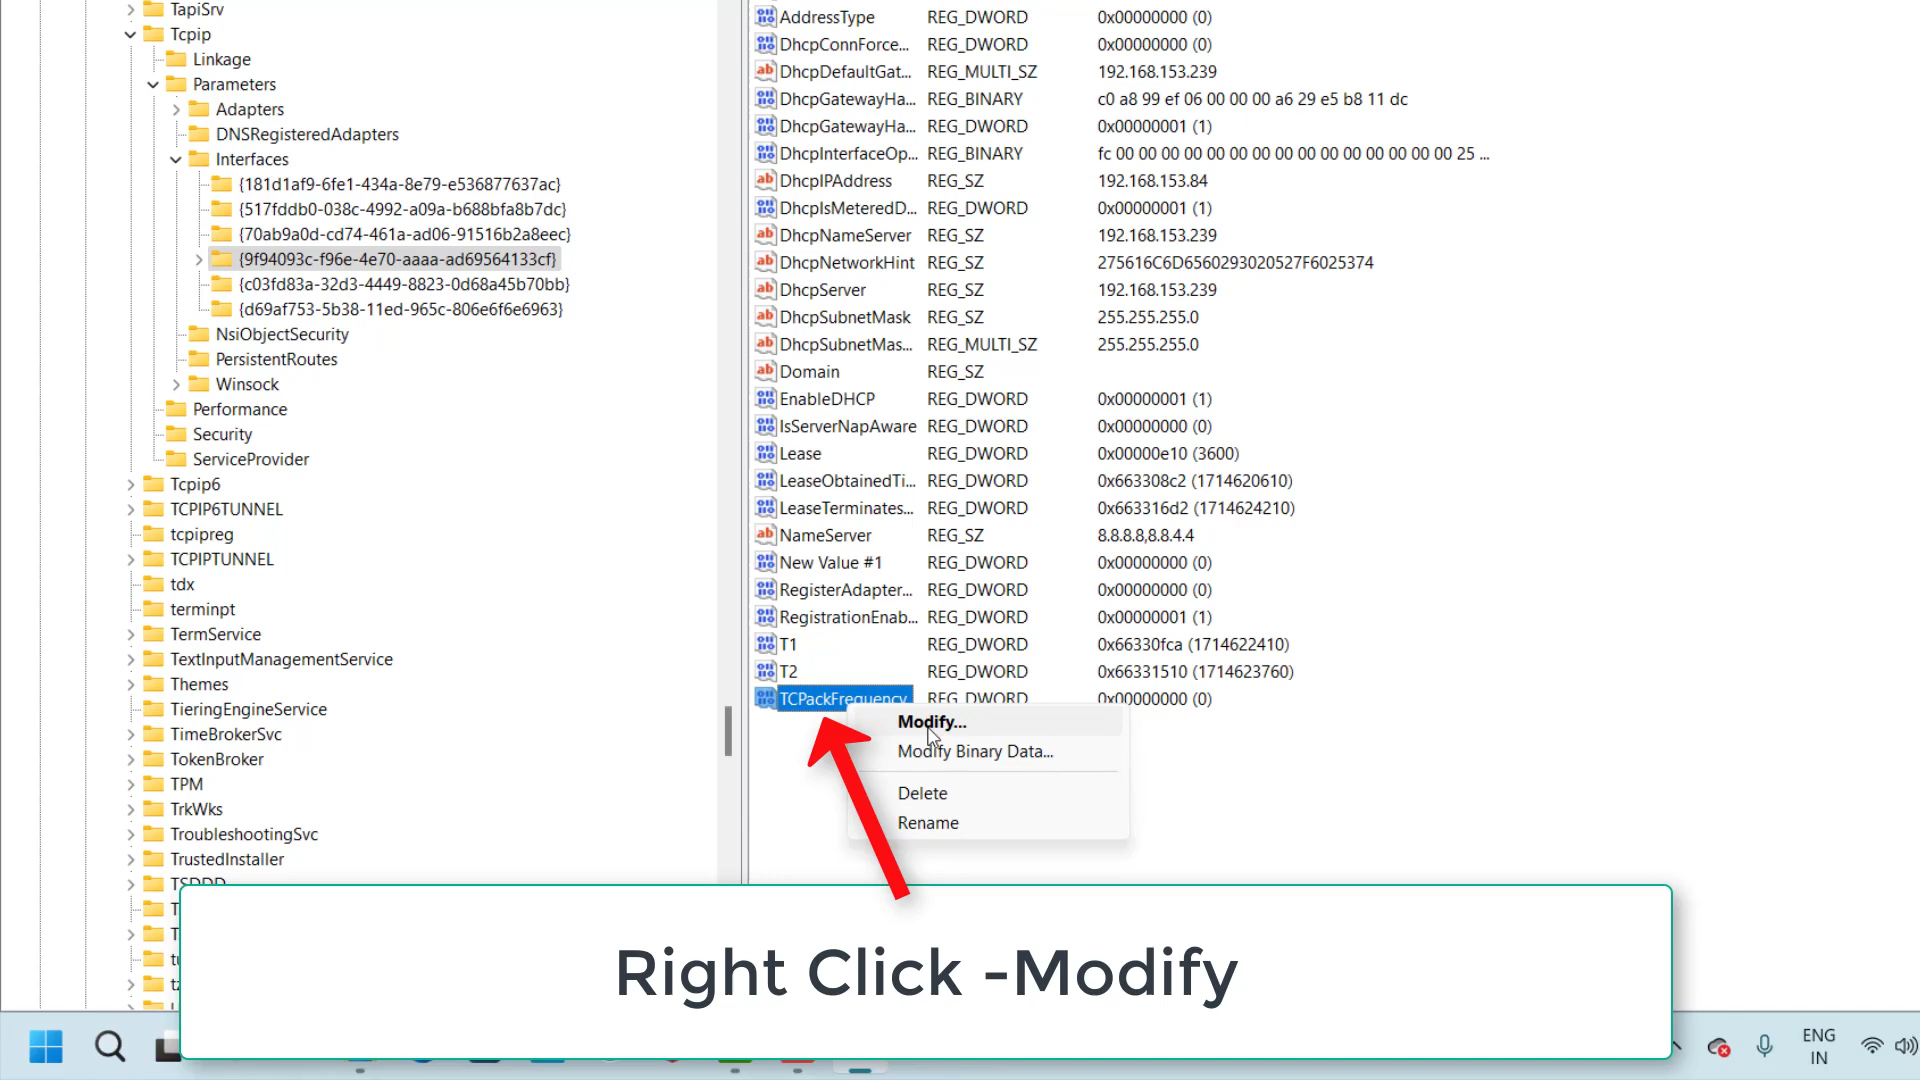 TapiSrv
Tcpip
Linkage
Parameters
Adapters
DNSRegisteredAdapters
Interfaces
{181d1af9-6fe1-434a-8e79-e536877637ac}
{517fddb0-038c-4992-a09a-b688bfa8b7dc}
{70ab9a0d-cd74-461a-ad06-91516b2a8eec}
{9f94093c-f96e-4e70-aaaa-ad69564133cf}
{c03fd83a-32d3-4449-8823-0d68a45b70bb}
{d69af753-5b38-11ed-965c-806e6f6e6963}
NsiObjectSecurity
PersistentRoutes
Winsock
Performance
Security
ServiceProvider
Tcpip6
TCPIP6TUNNEL
tcpipreg
TCPIPTUNNEL
tdx
terminpt
TermService
TextInputManagementService
Themes
TieringEngineService
TimeBrokerSvc
TokenBroker
TPM
TrkWks
TroubleshootingSvc
TrustedInstaller
TSDDD
AddressType REG_DWORD 0x00000000 (0)
DhcpConnForce... REG_DWORD 0x00000000 (0)
DhcpDefaultGat... REG_MULTI_SZ 192.168.153.239
DhcpGatewayHa... REG_BINARY c0 a8 99 ef 06 00 00 00 a6 29 e5 b8 11 dc
DhcpGatewayHa... REG_DWORD 0x00000001 (1)
DhcpInterfaceOp... REG_BINARY fc 00 00 00 00 00 00 00 00 00 00 00 00 00 00 00 25 ...
DhcpIPAddress REG_SZ 192.168.153.84
DhcpIsMeteredD... REG_DWORD 0x00000001 (1)
DhcpNameServer REG_SZ 192.168.153.239
DhcpNetworkHint REG_SZ 275616C6D6560293020527F6025374
DhcpServer REG_SZ 192.168.153.239
DhcpSubnetMask REG_SZ 255.255.255.0
DhcpSubnetMas... REG_MULTI_SZ 255.255.255.0
Domain REG_SZ
EnableDHCP REG_DWORD 0x00000001 (1)
IsServerNapAware REG_DWORD 0x00000000 (0)
Lease REG_DWORD 0x00000e10 (3600)
LeaseObtainedTi... REG_DWORD 0x663308c2 (1714620610)
LeaseTerminates... REG_DWORD 0x663316d2 (1714624210)
NameServer REG_SZ 8.8.8.8,8.8.4.4
New Value #1 REG_DWORD 0x00000000 (0)
RegisterAdapter... REG_DWORD 0x00000000 (0)
RegistrationEnab... REG_DWORD 0x00000001 (1)
T1 REG_DWORD 0x66330fca (1714622410)
T2 REG_DWORD 0x66331510 (1714623760)
TCPackFrequency REG_DWORD 0x00000000 (0)
Modify...
Modify Binary Data...
Delete
Rename
Right Click -Modify
ENG
IN